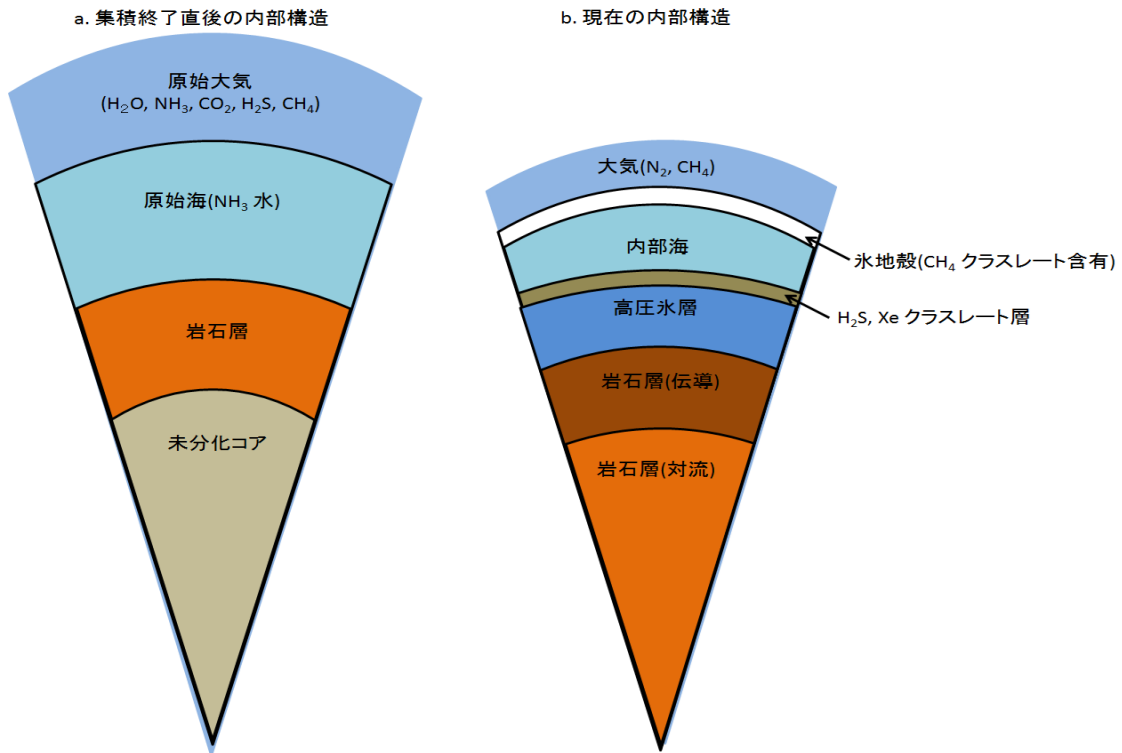 a. 集積終了直後の内部構造
原始大気
(H₂O, NH₃, CO₂, H₂S, CH₄)
原始海(NH₃ 水)
岩石層
未分化コア
b. 現在の内部構造
大気(N₂, CH₄)
内部海
氷地殻(CH₄ クラスレート含有)
H₂S, Xe クラスレート層
高圧氷層
岩石層(伝導)
岩石層(対流)